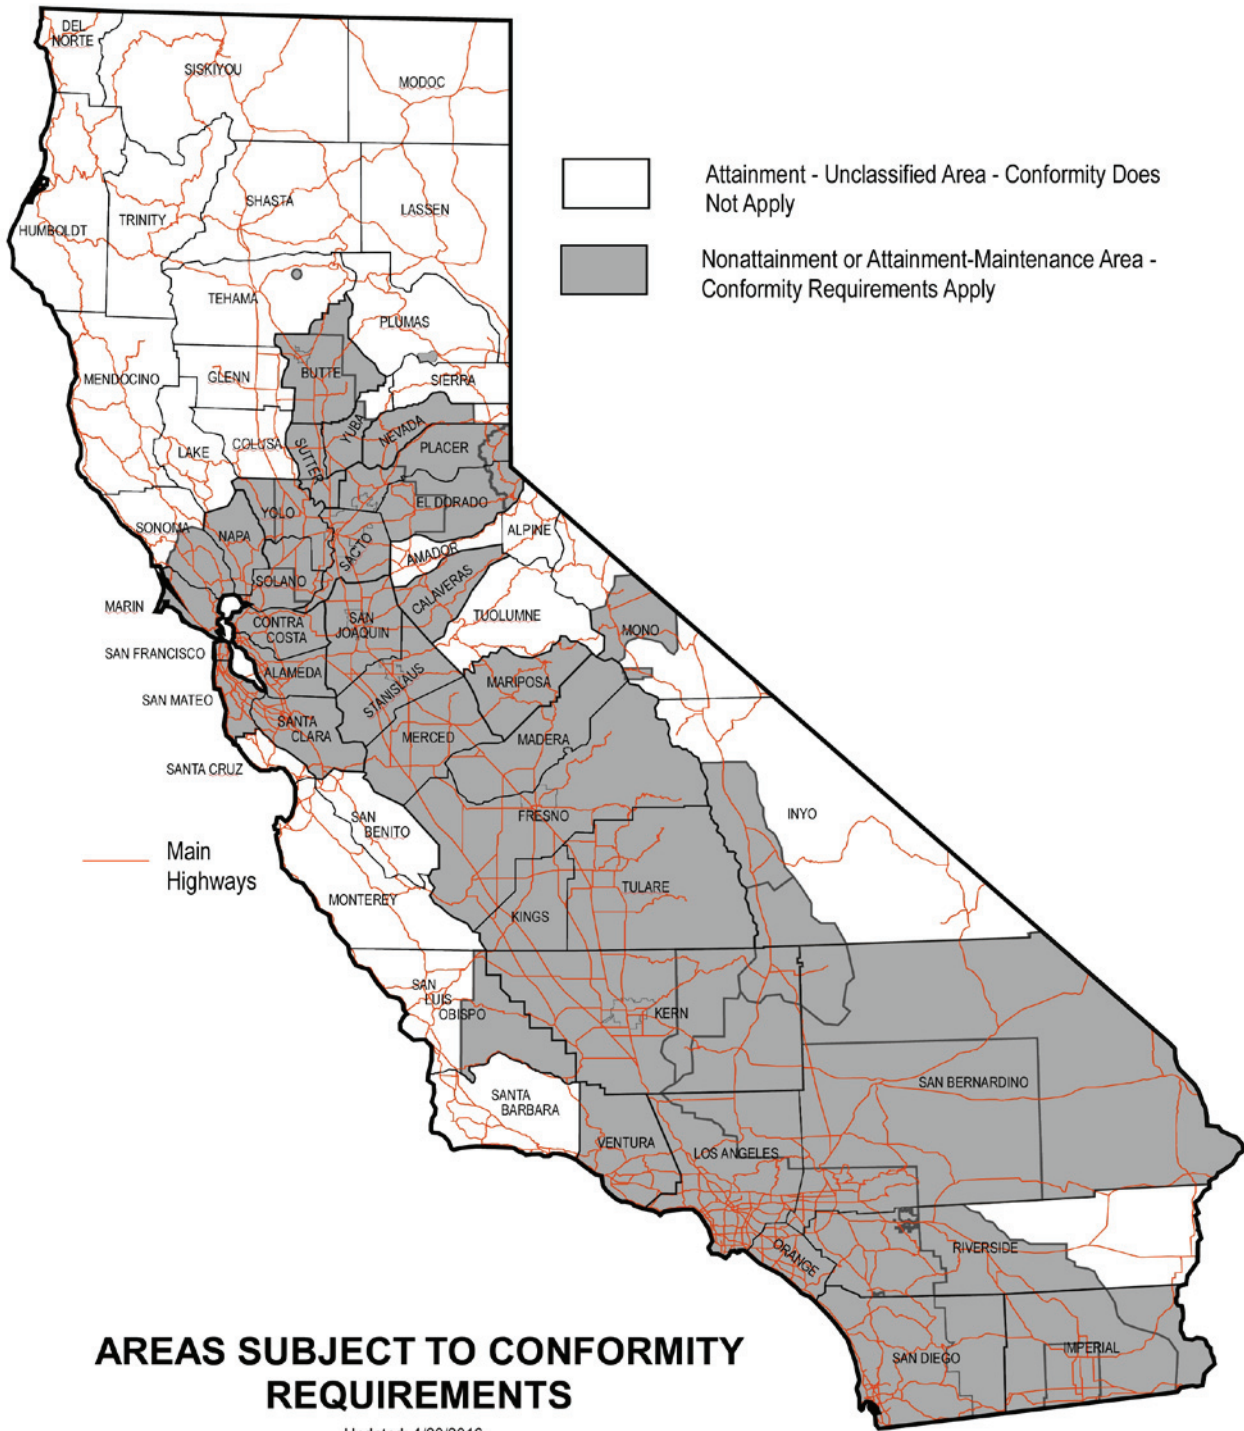 DEL
NORTE
SISKIYOU
MODOC
HUMBOLDT
TRINITY
SHASTA
LASSEN
Attainment - Unclassified Area - Conformity Does
Not Apply
Nonattainment or Attainment-Maintenance Area -
Conformity Requirements Apply
TEHAMA
PLUMAS
MENDOCINO
GLENN
BUTTE
SIERRA
LAKE
COLUSA
SUTTER
YUBA
NEVADA
PLACER
SONOMA
NAPA
YOLO
EL DORADO
SACTO
AMADOR
ALPINE
SOLANO
CALAVERAS
MARIN
CONTRA
COSTA
SAN
JOAQUIN
TUOLUMNE
MONO
SAN FRANCISCO
ALAMEDA
STANISLAUS
MARIPOSA
SAN MATEO
SANTA
CLARA
MERCED
MADERA
SANTA CRUZ
SAN
BENITO
FRESNO
INYO
Main
Highways
MONTEREY
KINGS
TULARE
SAN
LUIS
OBISPO
KERN
SAN BERNARDINO
SANTA
BARBARA
VENTURA
LOS ANGELES
ORANGE
RIVERSIDE
SAN DIEGO
IMPERIAL
AREAS SUBJECT TO CONFORMITY
REQUIREMENTS